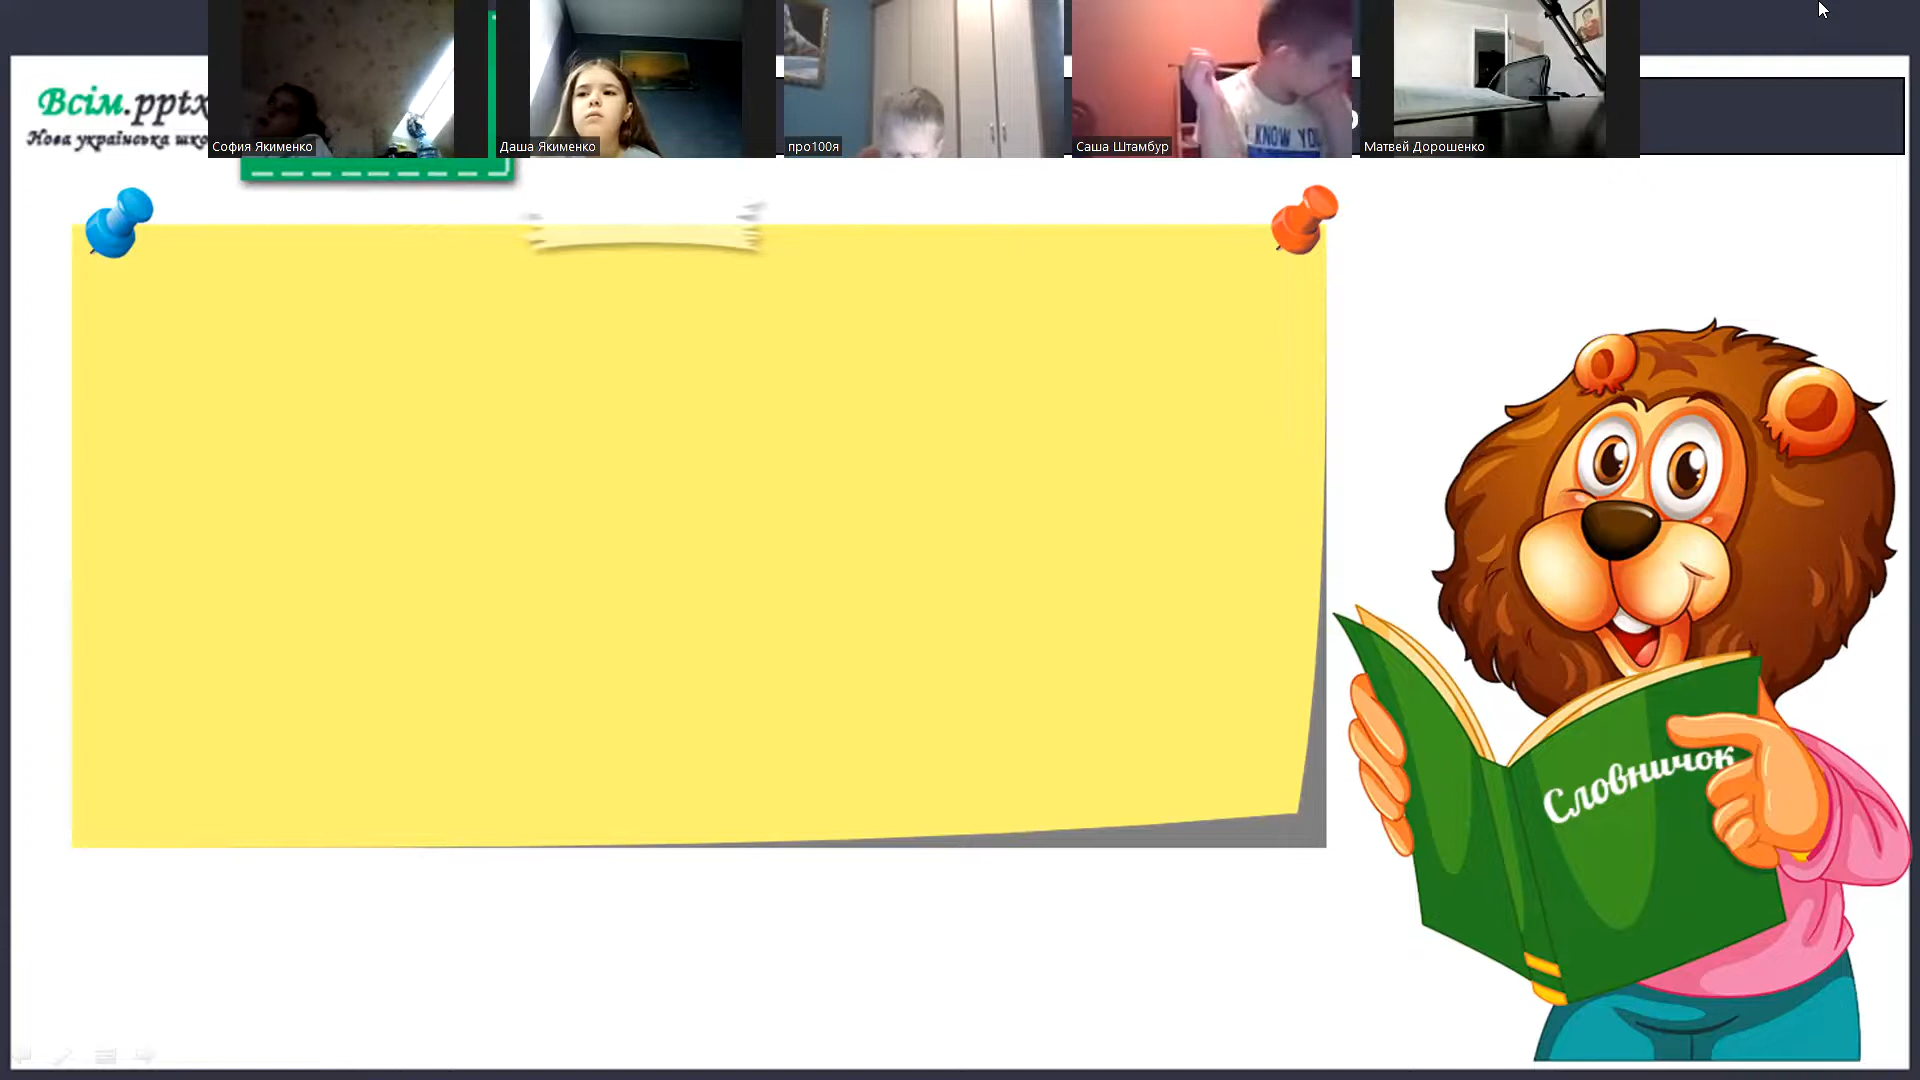 Всім.pptx
Нова українська шко
София Якименко
Даша Якименко
про100я
Саша Штамбур
Матвей Дорошенко
KNOW YOU
Словничок